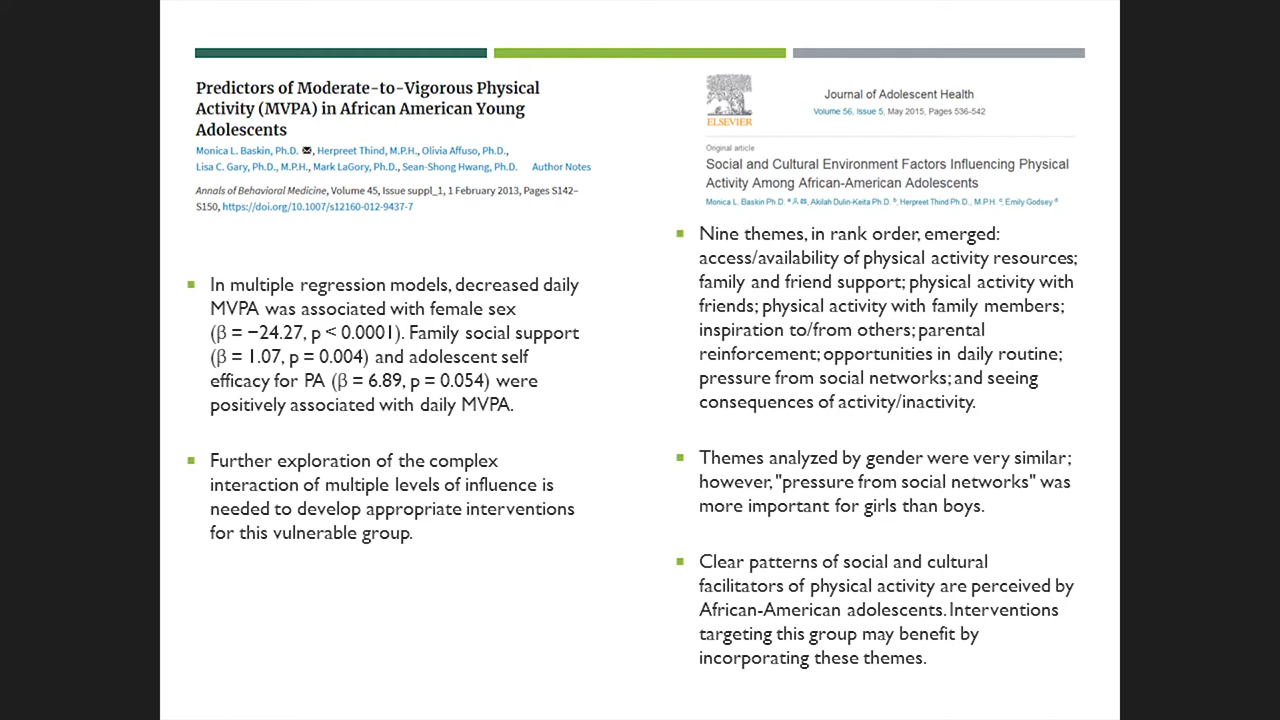 Predictors of Moderate-to-Vigorous Physical
Activity (MVPA) in African American Young
Adolescents
Monica L. Baskin, Ph.D. ✉, Herpreet Thind, M.P.H., Olivia Affuso, Ph.D.,
Lisa C. Gary, Ph.D., M.P.H., Mark LaGory, Ph.D., Sean-Shong Hwang, Ph.D. Author Notes
Annals of Behavioral Medicine, Volume 45, Issue suppl_1, 1 February 2013, Pages S142–
S150, https://doi.org/10.1007/s12160-012-9437-7
In multiple regression models, decreased daily
MVPA was associated with female sex
(β = −24.27, p < 0.0001). Family social support
(β = 1.07, p = 0.004) and adolescent self
efficacy for PA (β = 6.89, p = 0.054) were
positively associated with daily MVPA.
Further exploration of the complex
interaction of multiple levels of influence is
needed to develop appropriate interventions
for this vulnerable group.
ELSEVIER
Journal of Adolescent Health
Volume 56, Issue 5, May 2015, Pages 536-542
Original article
Social and Cultural Environment Factors Influencing Physical
Activity Among African-American Adolescents
Monica L. Baskin Ph.D. a, Akilah Dulin-Keita Ph.D. b, Herpreet Thind Ph.D., M.P.H. c, Emily Godsey d
Nine themes, in rank order, emerged:
access/availability of physical activity resources;
family and friend support; physical activity with
friends; physical activity with family members;
inspiration to/from others; parental
reinforcement; opportunities in daily routine;
pressure from social networks; and seeing
consequences of activity/inactivity.
Themes analyzed by gender were very similar;
however, "pressure from social networks" was
more important for girls than boys.
Clear patterns of social and cultural
facilitators of physical activity are perceived by
African-American adolescents. Interventions
targeting this group may benefit by
incorporating these themes.